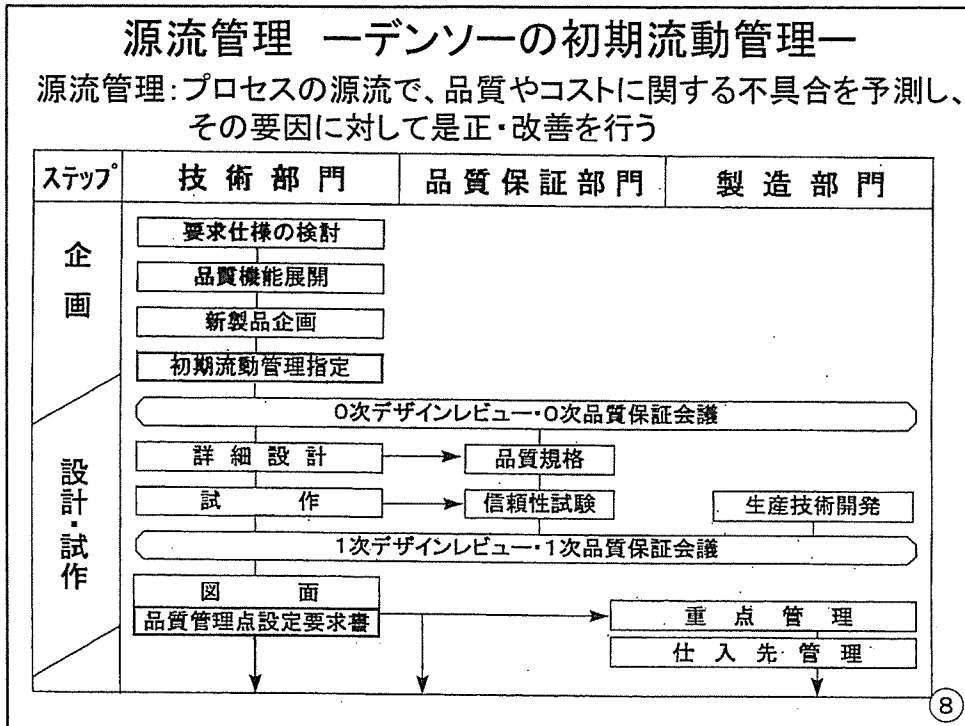 源流管理 ーデンソーの初期流動管理ー
源流管理:プロセスの源流で、品質やコストに関する不具合を予測し、
その要因に対して是正・改善を行う
ステップ 技術部門 品質保証部門 製造部門
企画
要求仕様の検討
品質機能展開
新製品企画
初期流動管理指定
0次デザインレビュー・0次品質保証会議
設計・試作
詳細設計 品質規格
試作 信頼性試験 生産技術開発
1次デザインレビュー・1次品質保証会議
図面
品質管理点設定要求書 重点管理
仕入先管理
8